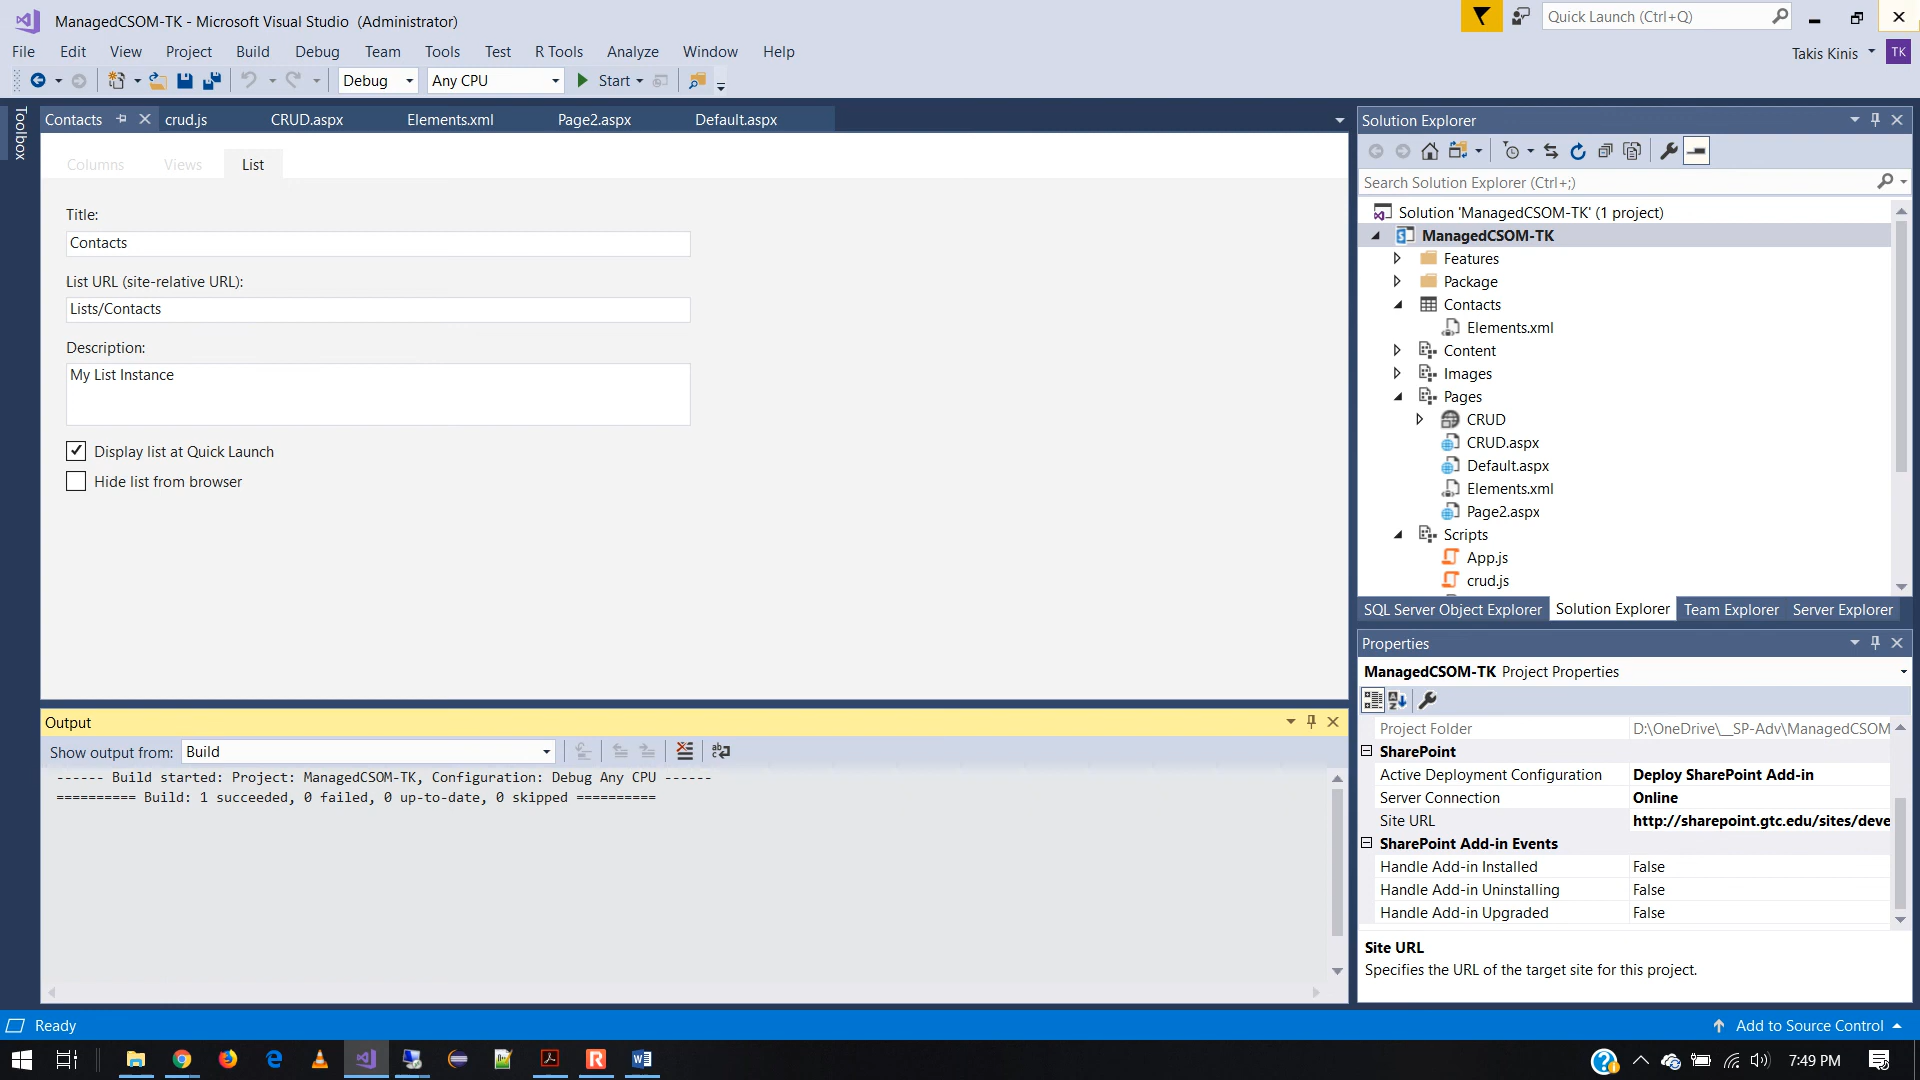 ManagedCSOM-TK - Microsoft Visual Studio (Administrator)
Quick Launch (Ctrl+Q)
File Edit View Project Build Debug Team Tools Test R Tools Analyze Window Help
Takis Kinis
TK
Debug
Any CPU
Start
Toolbox
Contacts
crud.js
CRUD.aspx
Elements.xml
Page2.aspx
Default.aspx
Columns
Views
List
Title:
Contacts
List URL (site-relative URL):
Lists/Contacts
Description:
My List Instance
Display list at Quick Launch
Hide list from browser
Output
Show output from:
Build
------ Build started: Project: ManagedCSOM-TK, Configuration: Debug Any CPU ------
========== Build: 1 succeeded, 0 failed, 0 up-to-date, 0 skipped ==========
Solution Explorer
Search Solution Explorer (Ctrl+;)
Solution 'ManagedCSOM-TK' (1 project)
ManagedCSOM-TK
Features
Package
Contacts
Elements.xml
Content
Images
Pages
CRUD
CRUD.aspx
Default.aspx
Elements.xml
Page2.aspx
Scripts
App.js
crud.js
SQL Server Object Explorer
Solution Explorer
Team Explorer
Server Explorer
Properties
ManagedCSOM-TK Project Properties
Project Folder D:\OneDrive\__SP-Adv\ManagedCSOM
SharePoint
Active Deployment Configuration Deploy SharePoint Add-in
Server Connection Online
Site URL http://sharepoint.gtc.edu/sites/deve
SharePoint Add-in Events
Handle Add-in Installed False
Handle Add-in Uninstalling False
Handle Add-in Upgraded False
Site URL
Specifies the URL of the target site for this project.
Ready
Add to Source Control
7:49 PM